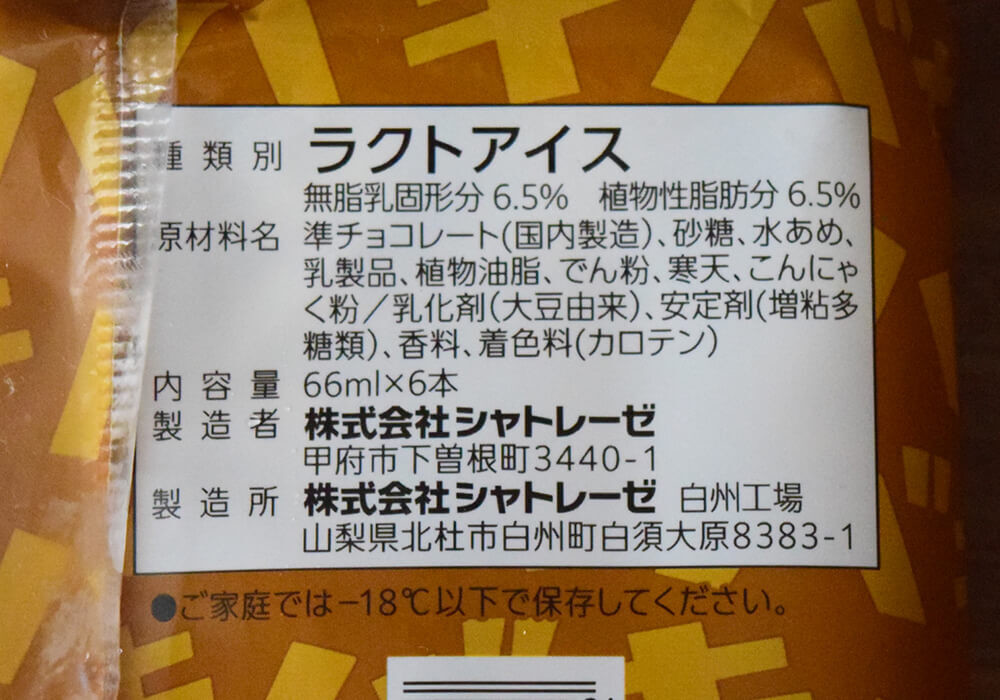 種類別 ラクトアイス
無脂乳固形分 6.5% 植物性脂肪分 6.5%
原材料名 準チョコレート(国内製造)、砂糖、水あめ、
乳製品、植物油脂、でん粉、寒天、こんにゃ
く粉／乳化剤(大豆由来)、安定剤(増粘多
糖類)、香料、着色料(カロテン)
内容量 66ml×6本
製造者 株式会社シャトレーゼ
甲府市下曽根町3440-1
製造所 株式会社シャトレーゼ 白州工場
山梨県北杜市白州町白須大原8383-1
●ご家庭では−18℃以下で保存してください。